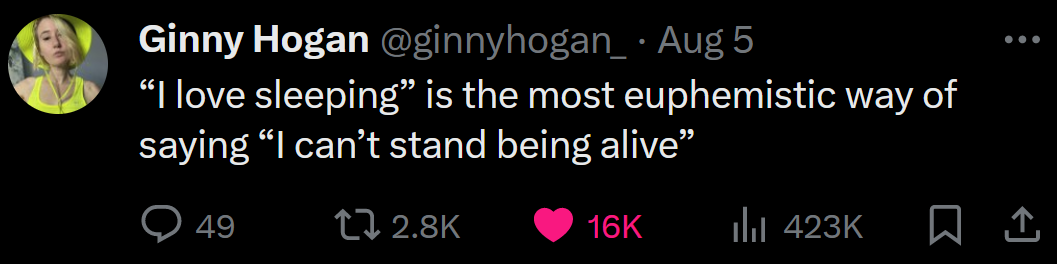 Ginny Hogan @ginnyhogan_ · Aug 5
“I love sleeping” is the most euphemistic way of
saying “I can’t stand being alive”
49 2.8K 16K 423K